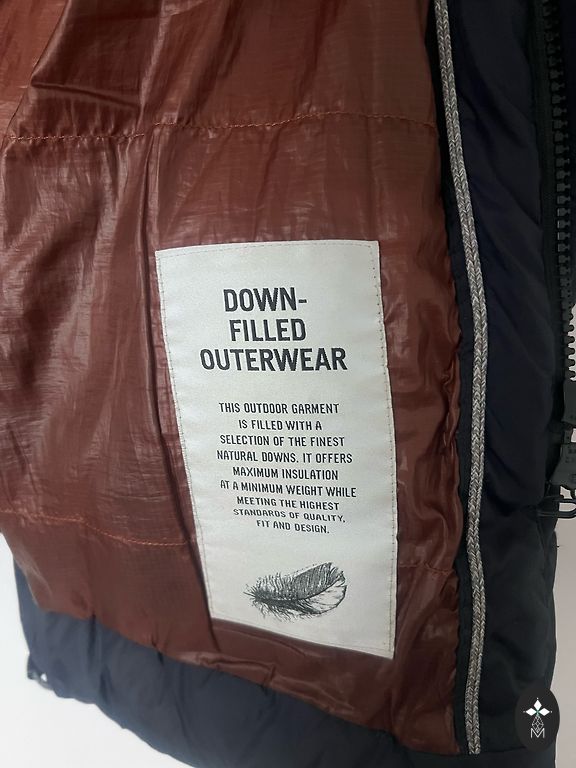 DOWN-
FILLED
OUTERWEAR
THIS OUTDOOR GARMENT
IS FILLED WITH A
SELECTION OF THE FINEST
NATURAL DOWNS. IT OFFERS
MAXIMUM INSULATION
AT A MINIMUM WEIGHT WHILE
MEETING THE HIGHEST
STANDARDS OF QUALITY,
FIT AND DESIGN.